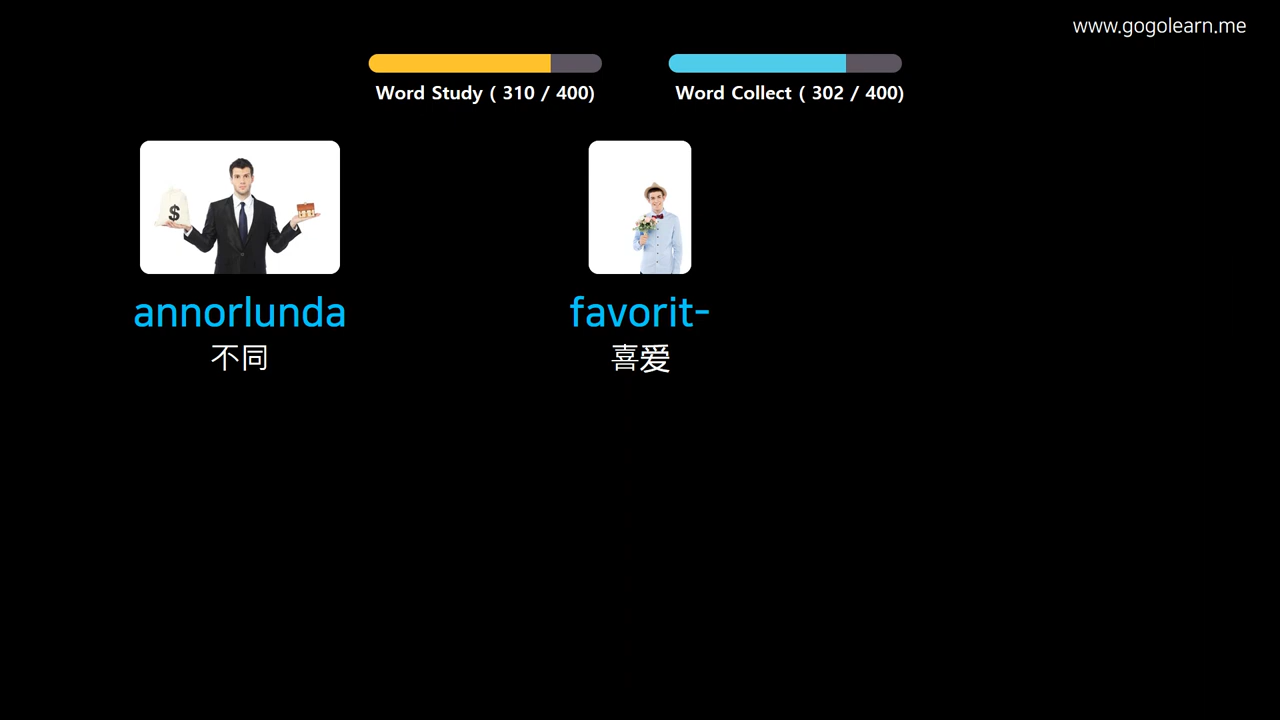 www.gogolearn.me
Word Study ( 310 / 400)
Word Collect ( 302 / 400)
$
annorlunda
不同
favorit-
喜爱